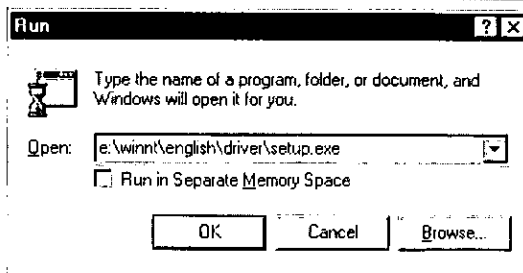 Run
Type the name of a program, folder, or document, and
Windows will open it for you.
Open: e:\winnt\english\driver\setup.exe
Run in Separate Memory Space
OK Cancel Browse...